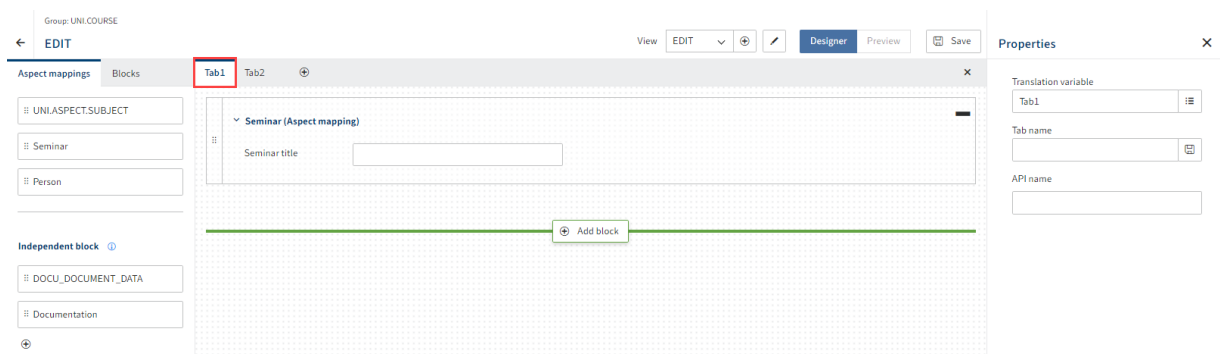 Group: UNI.COURSE
EDIT
View EDIT Designer Preview Save
Aspect mappings Blocks
UNI.ASPECT.SUBJECT
Seminar
Person
Independent block
DOCU_DOCUMENT_DATA
Documentation
Tab1 Tab2
Seminar (Aspect mapping)
Seminar title
Add block
Properties
Translation variable
Tab1
Tab name
API name